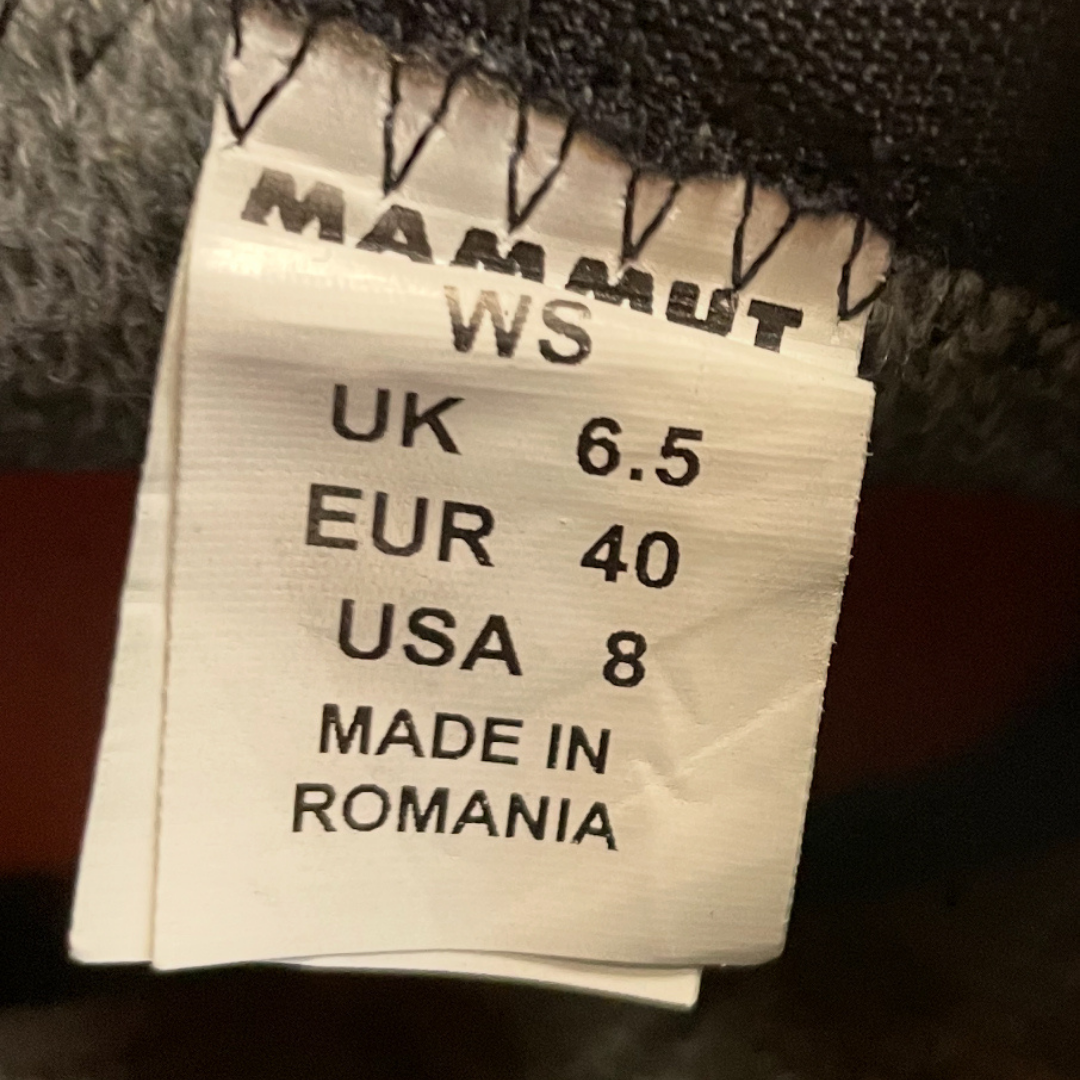 MAMMUT
WS
UK 6.5
EUR 40
USA 8
MADE IN
ROMANIA